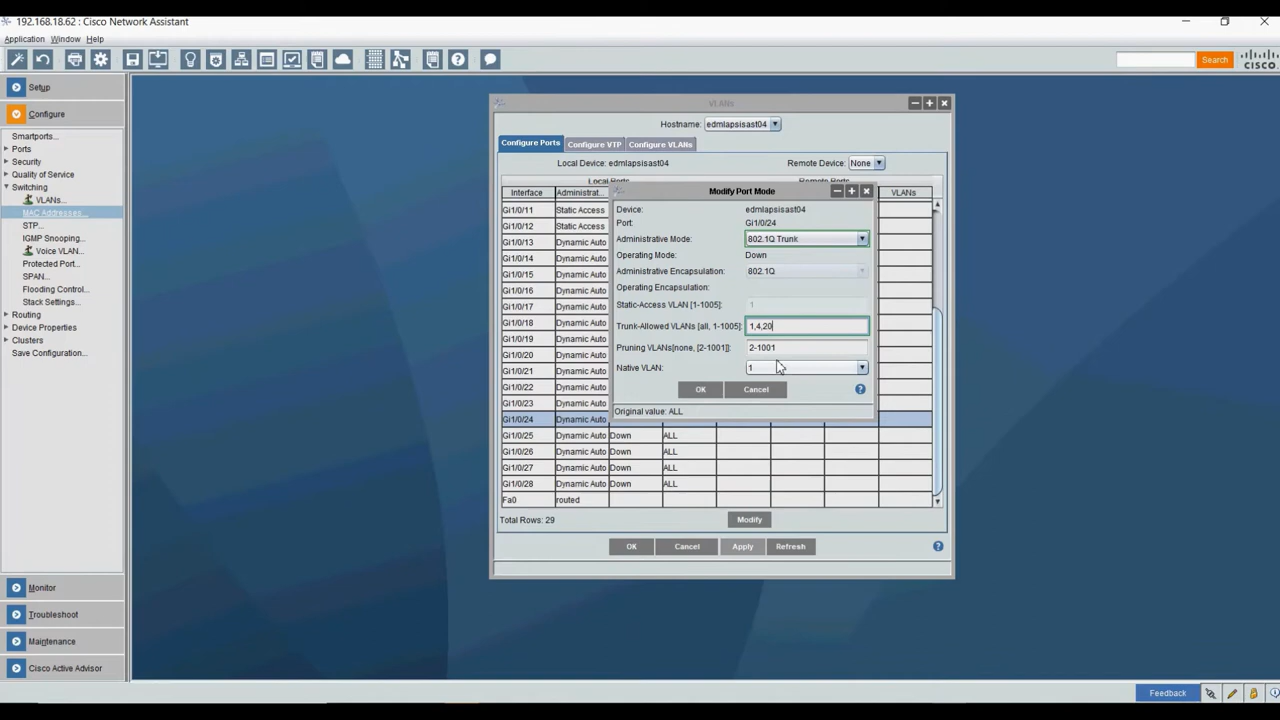 192.168.18.62 : Cisco Network Assistant
Application Window Help
Search
CISCO
Setup
Configure
Smartports...
Ports
Security
Quality of Service
Switching
VLANs...
MAC Addresses...
STP...
IGMP Snooping...
Voice VLAN...
Protected Port...
SPAN...
Flooding Control...
Stack Settings...
Routing
Device Properties
Clusters
Save Configuration...
Monitor
Troubleshoot
Maintenance
Cisco Active Advisor
VLANs
Hostname: edmlapsisast04
Configure Ports Configure VTP Configure VLANs
Local Device: edmlapsisast04 Remote Device: None
Local Ports Remote Ports
Interface Administrat... VLANs
Gi1/0/11 Static Access
Gi1/0/12 Static Access
Gi1/0/13 Dynamic Auto
Gi1/0/14 Dynamic Auto
Gi1/0/15 Dynamic Auto
Gi1/0/16 Dynamic Auto
Gi1/0/17 Dynamic Auto
Gi1/0/18 Dynamic Auto
Gi1/0/19 Dynamic Auto
Gi1/0/20 Dynamic Auto
Gi1/0/21 Dynamic Auto
Gi1/0/22 Dynamic Auto
Gi1/0/23 Dynamic Auto
Gi1/0/24 Dynamic Auto
Gi1/0/25 Dynamic Auto Down ALL
Gi1/0/26 Dynamic Auto Down ALL
Gi1/0/27 Dynamic Auto Down ALL
Gi1/0/28 Dynamic Auto Down ALL
Fa0 routed
Total Rows: 29 Modify
OK Cancel Apply Refresh
Modify Port Mode
Device: edmlapsisast04
Port: Gi1/0/24
Administrative Mode: 802.1Q Trunk
Operating Mode: Down
Administrative Encapsulation: 802.1Q
Operating Encapsulation:
Static-Access VLAN [1-1005]: 1
Trunk-Allowed VLANs [all, 1-1005]: 1,4,20
Pruning VLANs[none, [2-1001]]: 2-1001
Native VLAN: 1
OK Cancel
Original value: ALL
Feedback